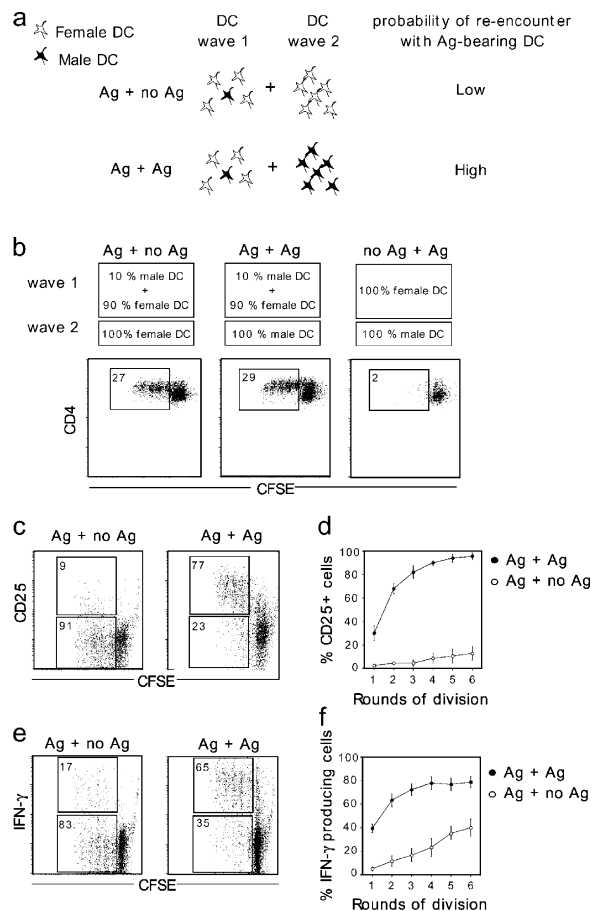 a
Female DC
Male DC
DC wave 1
DC wave 2
probability of re-encounter with Ag-bearing DC
Ag + no Ag
+
Low
Ag + Ag
+
High
b
Ag + no Ag
Ag + Ag
no Ag + Ag
wave 1
10 % male DC
+
90 % female DC
10 % male DC
+
90 % female DC
100% female DC
wave 2
100% female DC
100 % male DC
100 % male DC
27
29
2
CD4
CFSE
c
Ag + no Ag
Ag + Ag
9
77
91
23
CD25
CFSE
d
Ag + Ag
Ag + no Ag
% CD25+ cells
100
80
60
40
20
0
1 2 3 4 5 6
Rounds of division
e
Ag + no Ag
Ag + Ag
17
65
83
35
IFN-γ
CFSE
f
Ag + Ag
Ag + no Ag
% IFN-γ producing cells
100
80
60
40
20
0
1 2 3 4 5 6
Rounds of division